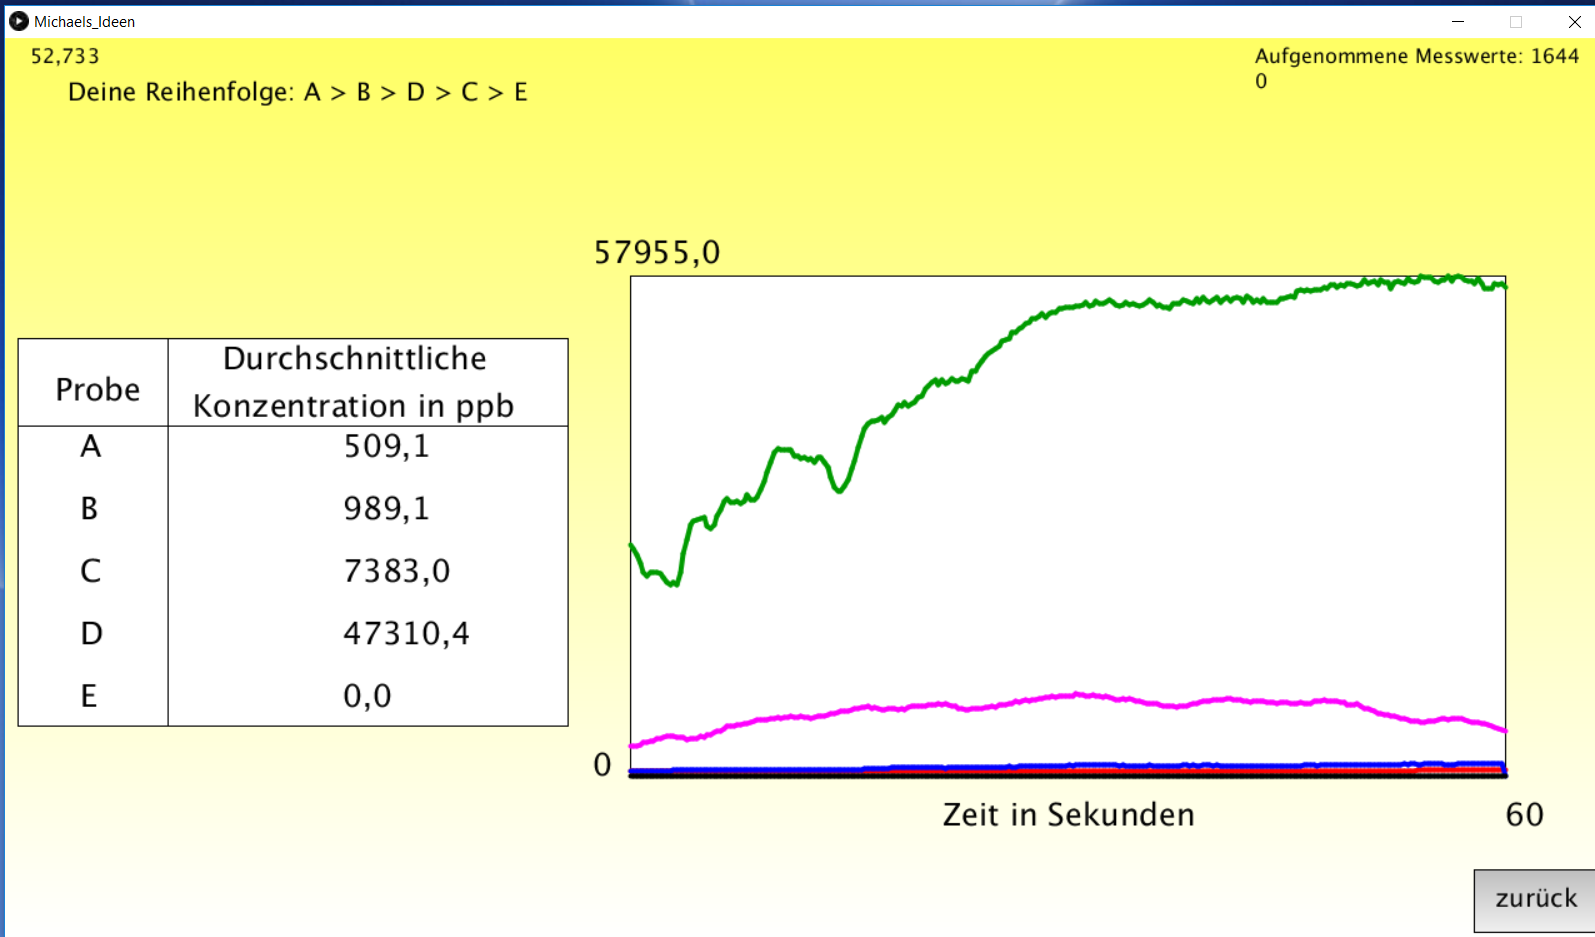 Michaels_Ideen
52,733
Aufgenommene Messwerte: 1644
0
Deine Reihenfolge: A > B > D > C > E
57955,0
Probe
Durchschnittliche
Konzentration in ppb
A 509,1
B 989,1
C 7383,0
D 47310,4
E 0,0
0
Zeit in Sekunden
60
zurück